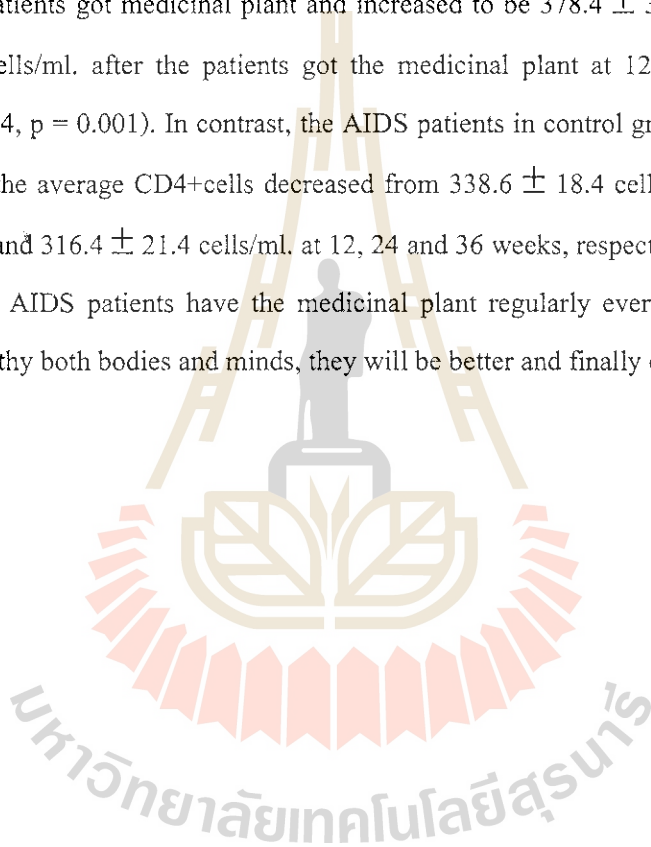 atients got medicinal plant and increased to be 378.4 ±
ells/ml. after the patients got the medicinal plant at 12
4, p = 0.001). In contrast, the AIDS patients in control gr
he average CD4+cells decreased from 338.6 ± 18.4 cell
and 316.4 ± 21.4 cells/ml. at 12, 24 and 36 weeks, respect
AIDS patients have the medicinal plant regularly ever
thy both bodies and minds, they will be better and finally
มหาวิทยาลัยเทคโนโลยีสุรนารี